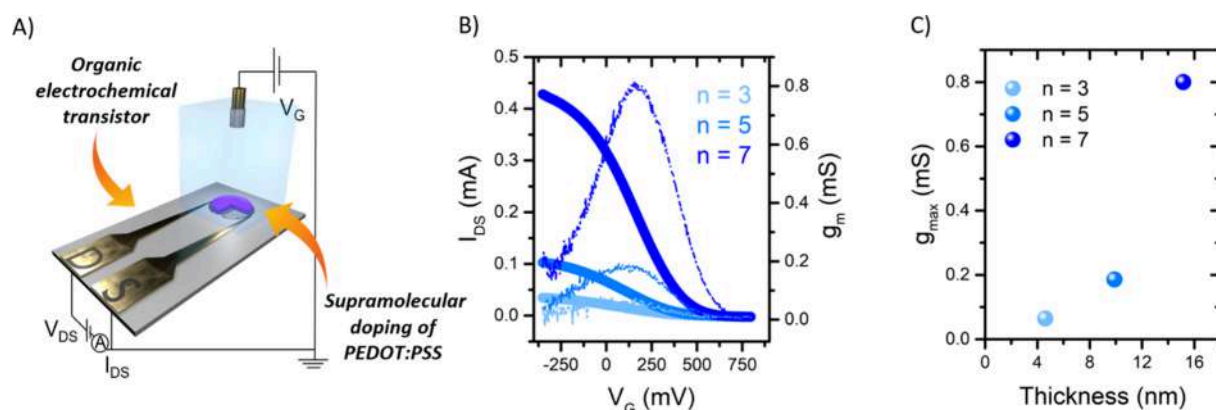 A)
Organic
electrochemical
transistor
V_G
D
S
V_DS
A
I_DS
Supramolecular
doping of
PEDOT:PSS
B)
0.5
0.4
0.3
0.2
0.1
0.0
I_DS (mA)
n = 3
n = 5
n = 7
0.8
0.6
0.4
0.2
0.0
g_m (mS)
-250 0 250 500 750
V_G (mV)
C)
0.8
0.6
0.4
0.2
0.0
g_max (mS)
n = 3
n = 5
n = 7
0 4 8 12 16
Thickness (nm)